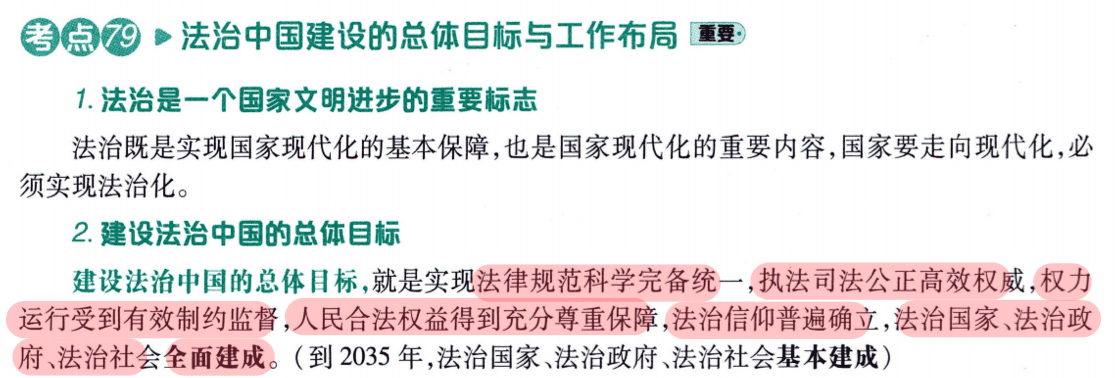 考点79 ▶ 法治中国建设的总体目标与工作布局 重要
1. 法治是一个国家文明进步的重要标志
法治既是实现国家现代化的基本保障,也是国家现代化的重要内容,国家要走向现代化,必
须实现法治化。
2. 建设法治中国的总体目标
建设法治中国的总体目标,就是实现法律规范科学完备统一,执法司法公正高效权威,权力
运行受到有效制约监督,人民合法权益得到充分尊重保障,法治信仰普遍确立,法治国家、法治政
府、法治社会全面建成。(到 2035 年,法治国家、法治政府、法治社会基本建成)